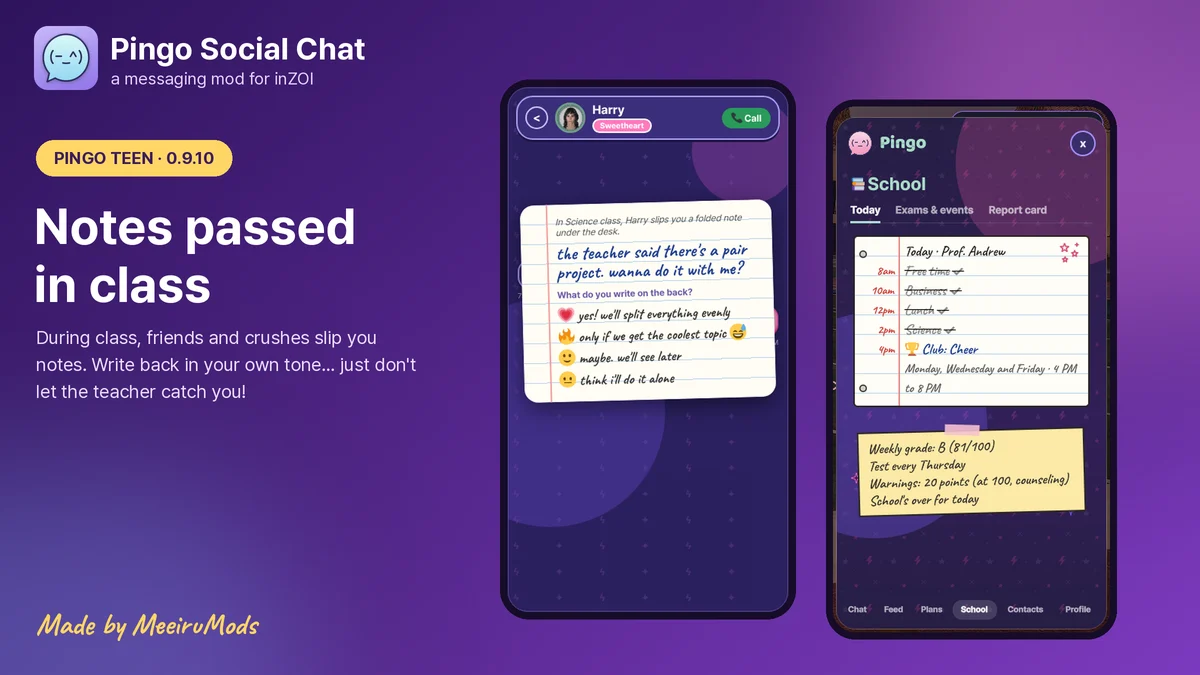 Pingo Social Chat
a messaging mod for inZOI
PINGO TEEN · 0.9.10
Notes passed
in class
During class, friends and crushes slip you
notes. Write back in your own tone... just don't
let the teacher catch you!
Made by MeeiruMods
<
Harry
Sweetheart
📞 Call
In Science class, Harry slips you a folded note
under the desk.
the teacher said there's a pair
project. wanna do it with me?
What do you write on the back?
❤️ yes! we'll split everything evenly
🔥 only if we get the coolest topic 😅
🙂 maybe. we'll see later
😐 think i'll do it alone
(-_^) Pingo
x
📚 School
Today
Exams & events
Report card
Today · Prof. Andrew
8am Free time ✓
10am Business ✓
12pm Lunch ✓
2pm Science ✓
4pm 🏆 Club: Cheer
Monday, Wednesday and Friday · 4 PM
to 8 PM
Weekly grade: B (81/100)
Test every Thursday
Warnings: 20 points (at 100, counseling)
School's over for today
Chat
Feed
Plans
School
Contacts
Profile